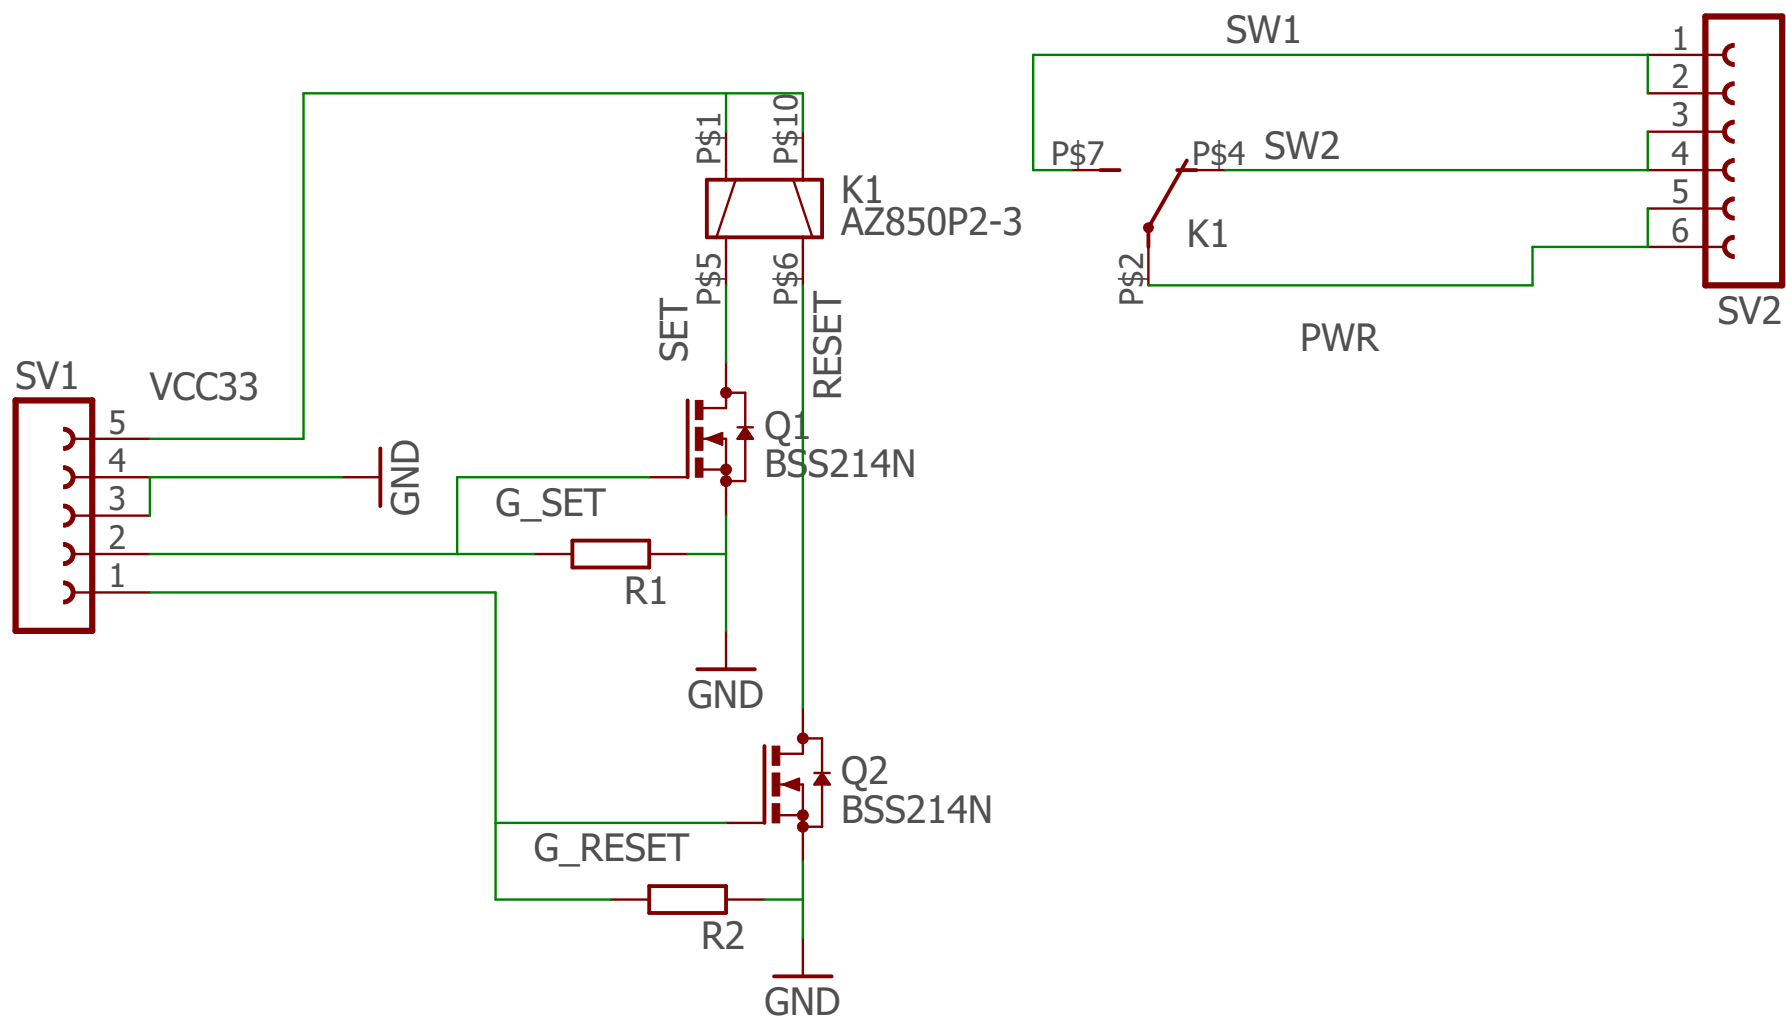 SW1
1
2
3
4
5
6
SV2
P$7
P$4
SW2
K1
P$2
PWR
P$1
P$10
K1
AZ850P2-3
P$5
P$6
SET
RESET
SV1
VCC33
5
4
3
2
1
GND
Q1
BSS214N
G_SET
R1
GND
Q2
BSS214N
G_RESET
R2
GND